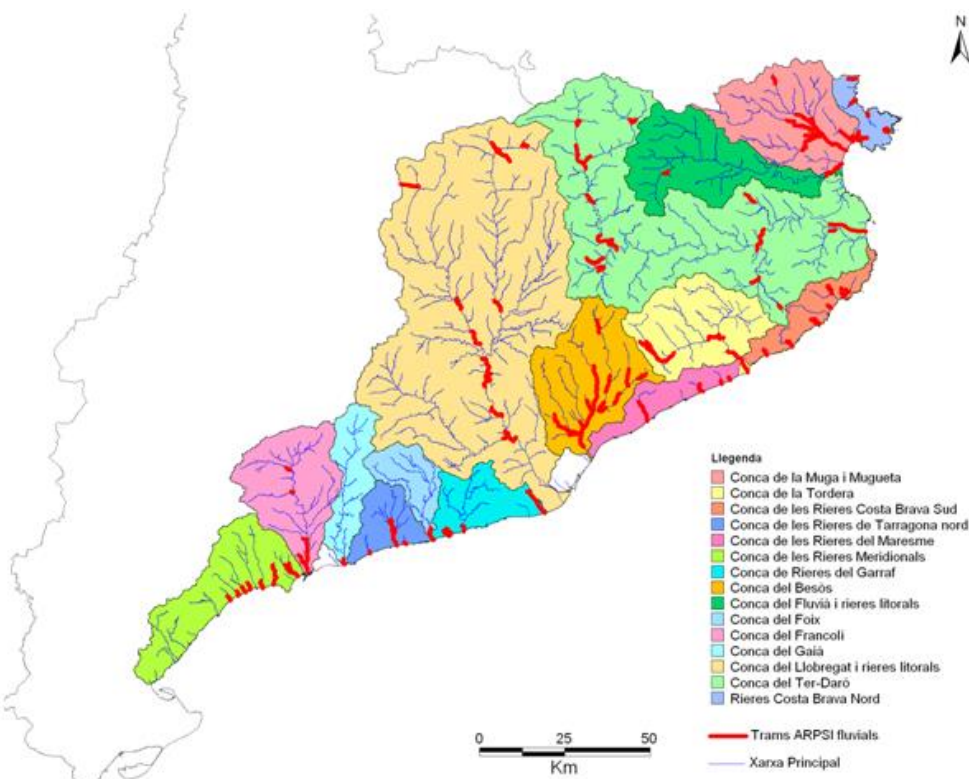 N
Llegenda
Conca de la Muga i Mugueta
Conca de la Tordera
Conca de les Rieres Costa Brava Sud
Conca de les Rieres de Tarragona nord
Conca de les Rieres del Maresme
Conca de les Rieres Meridionals
Conca de Rieres del Garraf
Conca del Besòs
Conca del Fluvià i rieres litorals
Conca del Foix
Conca del Francolí
Conca del Gaià
Conca del Llobregat i rieres litorals
Conca del Ter-Daró
Rieres Costa Brava Nord
Trams ARPSI fluvials
Xarxa Principal
0 25 50
Km